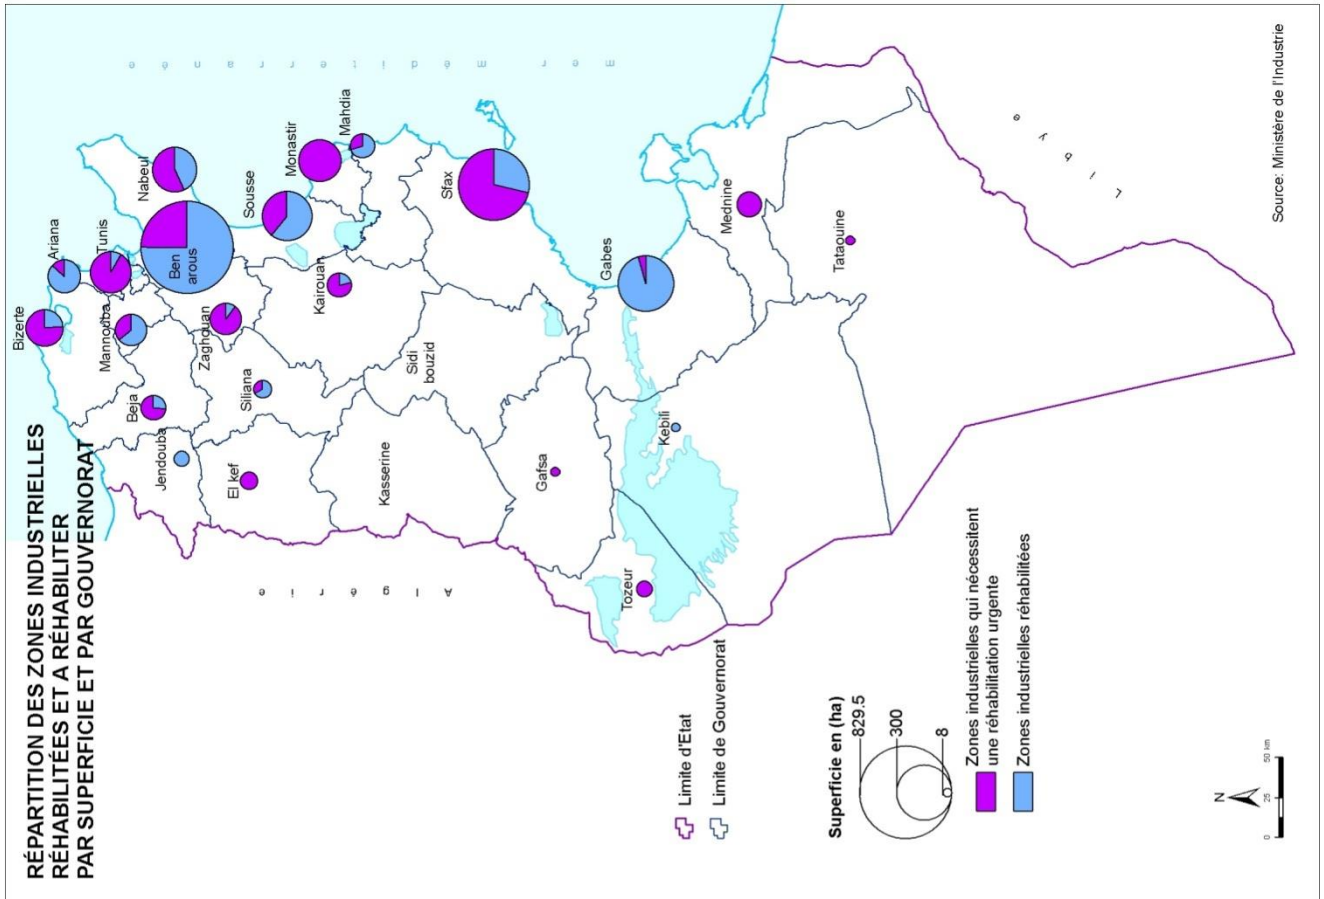 RÉPARTITION DES ZONES INDUSTRIELLES
RÉHABILITÉES ET A RÉHABILITER
PAR SUPERFICIE ET PAR GOUVERNORAT
mer méditerranée
Bizerte
Ariana
Tunis
Nabeul
Mannouba
Ben
arous
Beja
Zaghouan
Sousse
Jendouba
Siliana
Monastir
El kef
Kairouan
Mahdia
Kasserine
Sidi
bouzid
Sfax
Gafsa
Tozeur
Kebili
Gabes
Mednine
Tataouine
Algérie
Libye
Limite d'Etat
Limite de Gouvernorat
Superficie en (ha)
829.5
300
8
Zones industrielles qui nécessitent
une réhabilitation urgente
Zones industrielles réhabilitées
N
0 25 50 km
Source: Ministère de l'Industrie